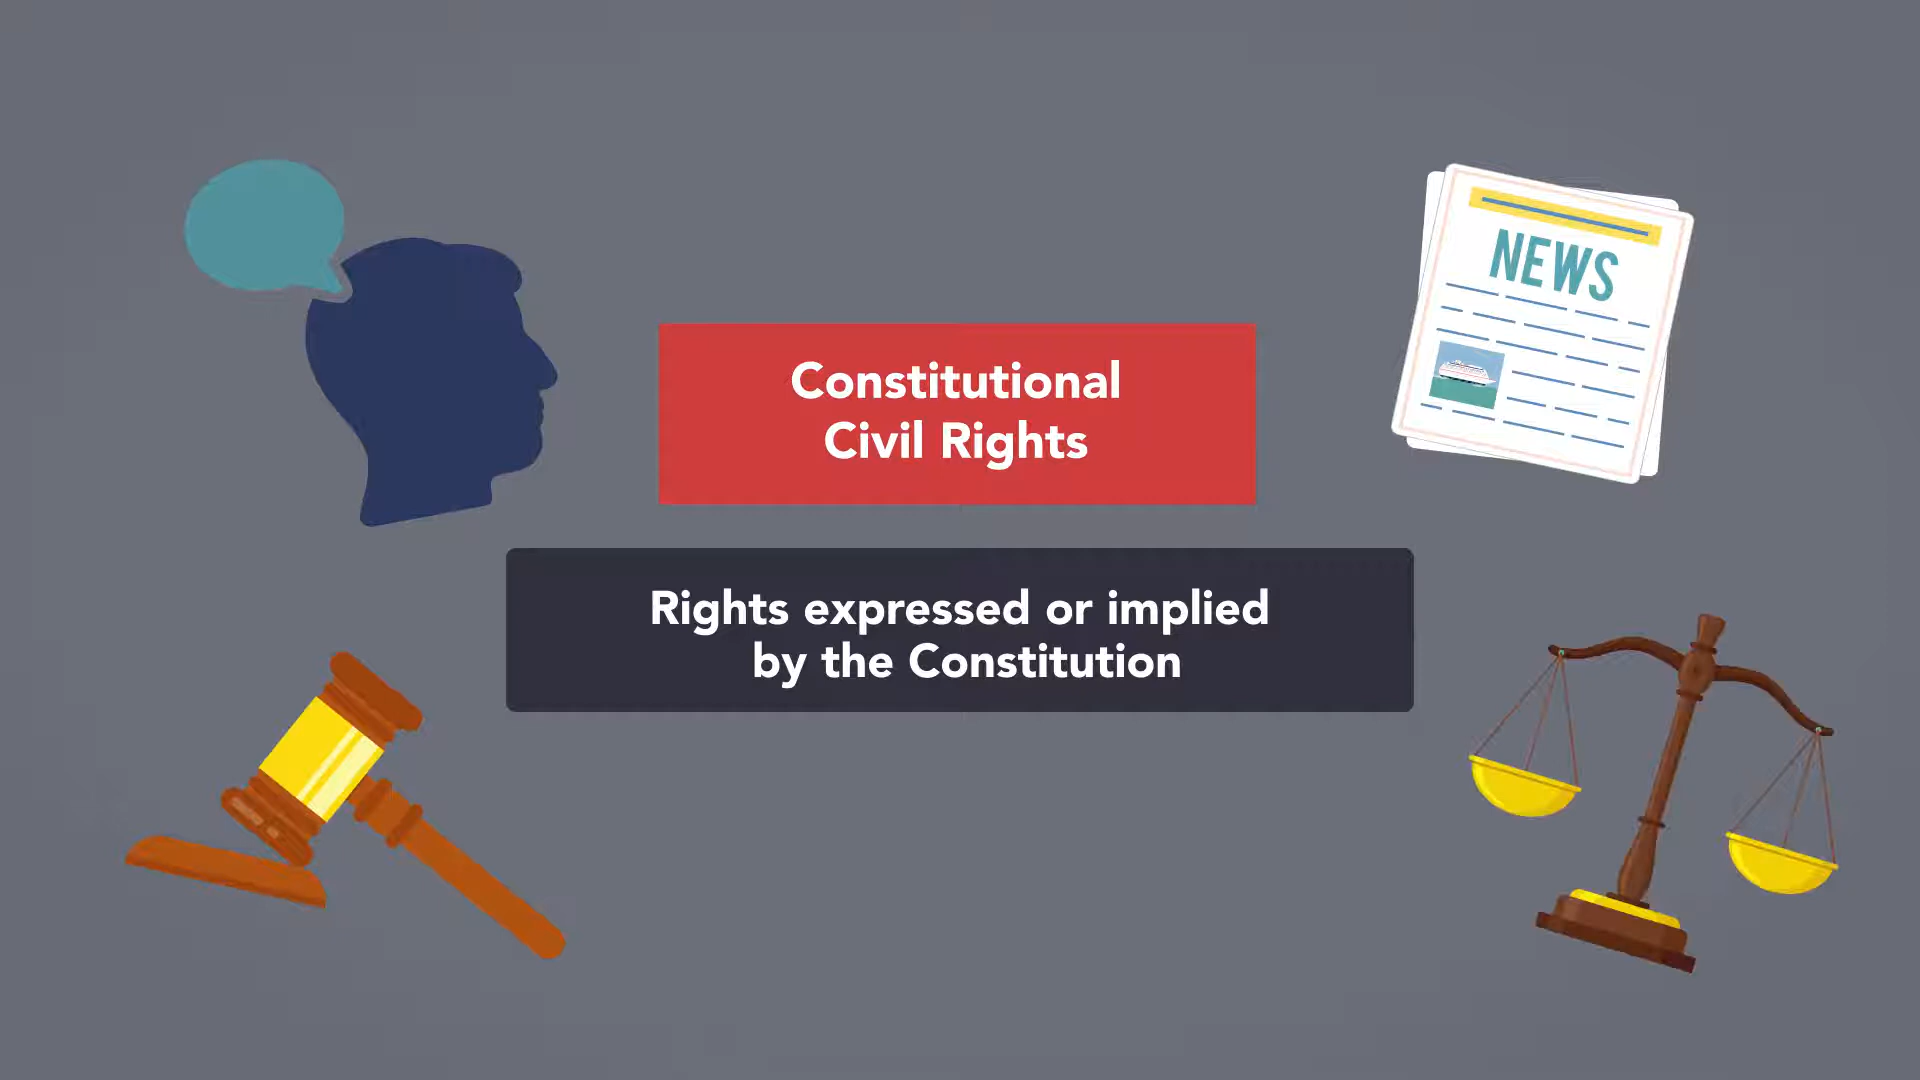 NEWS
Constitutional
Civil Rights
Rights expressed or implied
by the Constitution